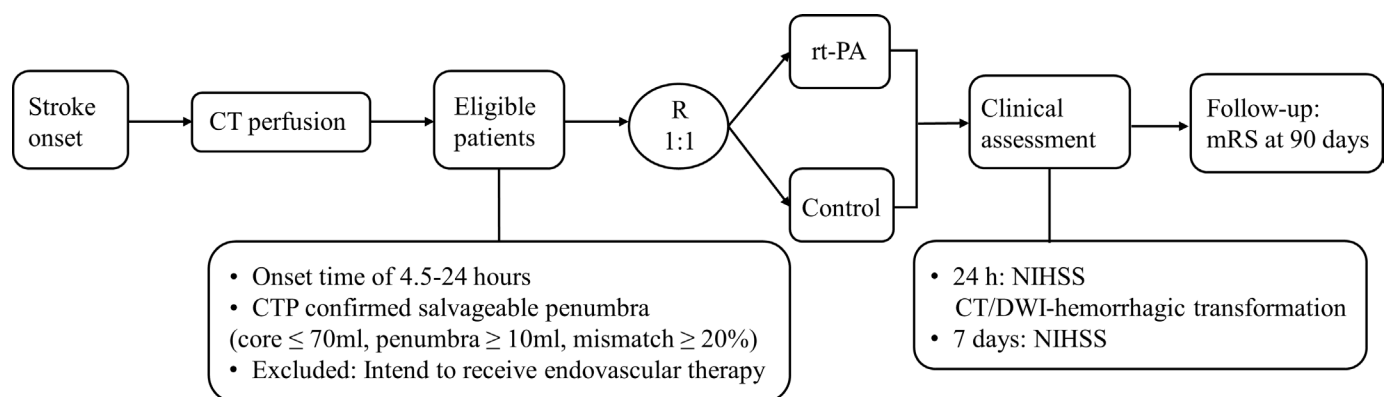 Stroke
onset
CT perfusion
Eligible
patients
R
1:1
rt-PA
Control
Clinical
assessment
Follow-up:
mRS at 90 days
• Onset time of 4.5-24 hours
• CTP confirmed salvageable penumbra
(core ≤ 70ml, penumbra ≥ 10ml, mismatch ≥ 20%)
• Excluded: Intend to receive endovascular therapy
• 24 h: NIHSS
CT/DWI-hemorrhagic transformation
• 7 days: NIHSS